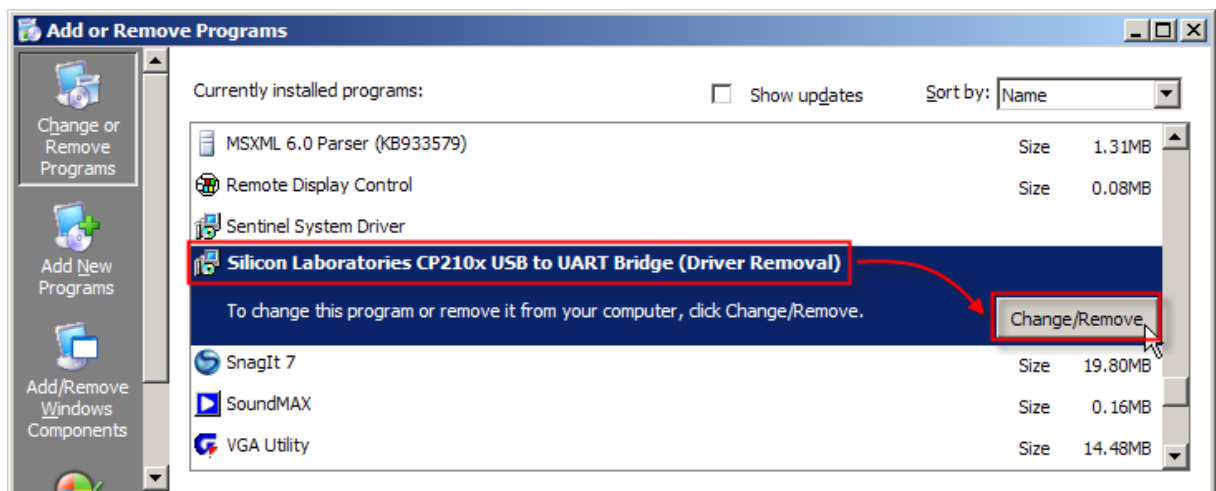 Add or Remove Programs
Change or
Remove
Programs
Add New
Programs
Add/Remove
Windows
Components
Currently installed programs:
Show updates
Sort by: Name
MSXML 6.0 Parser (KB933579) Size 1.31MB
Remote Display Control Size 0.08MB
Sentinel System Driver
Silicon Laboratories CP210x USB to UART Bridge (Driver Removal)
To change this program or remove it from your computer, click Change/Remove.
Change/Remove
SnagIt 7 Size 19.80MB
SoundMAX Size 0.16MB
VGA Utility Size 14.48MB